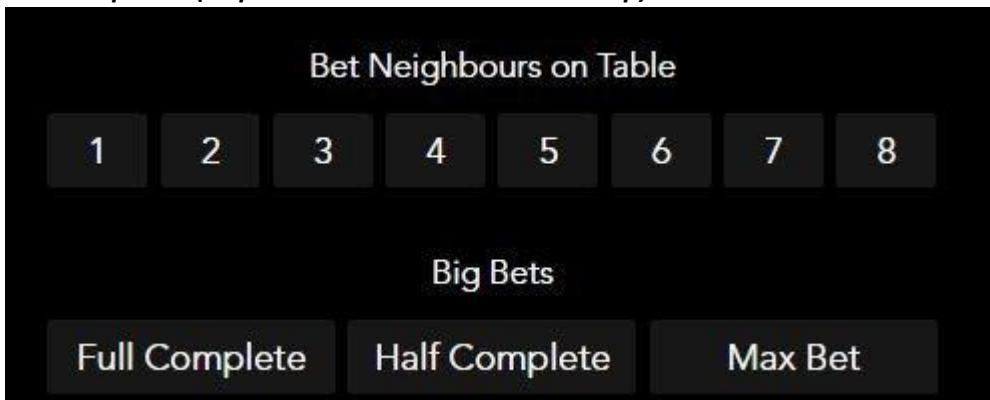 Bet Neighbours on Table
1 2 3 4 5 6 7 8
Big Bets
Full Complete Half Complete Max Bet